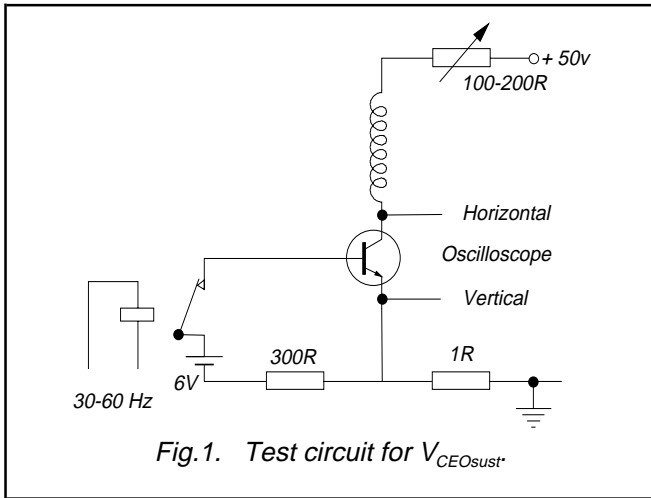 + 50v
100-200R
Horizontal
Oscilloscope
Vertical
300R
1R
6V
30-60 Hz
Fig.1. Test circuit for VCEOsust.